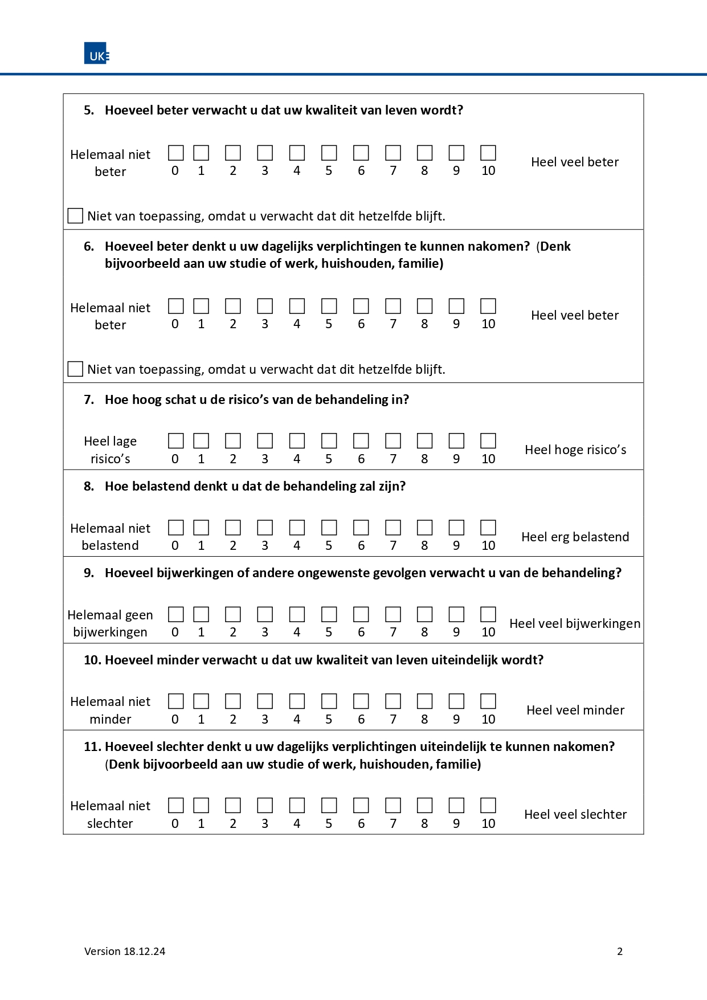 UKE
5. Hoeveel beter verwacht u dat uw kwaliteit van leven wordt?
Helemaal niet
beter
0 1 2 3 4 5 6 7 8 9 10
Heel veel beter
Niet van toepassing, omdat u verwacht dat dit hetzelfde blijft.
6. Hoeveel beter denkt u uw dagelijks verplichtingen te kunnen nakomen? (Denk
bijvoorbeeld aan uw studie of werk, huishouden, familie)
Helemaal niet
beter
0 1 2 3 4 5 6 7 8 9 10
Heel veel beter
Niet van toepassing, omdat u verwacht dat dit hetzelfde blijft.
7. Hoe hoog schat u de risico’s van de behandeling in?
Heel lage
risico’s
0 1 2 3 4 5 6 7 8 9 10
Heel hoge risico’s
8. Hoe belastend denkt u dat de behandeling zal zijn?
Helemaal niet
belastend
0 1 2 3 4 5 6 7 8 9 10
Heel erg belastend
9. Hoeveel bijwerkingen of andere ongewenste gevolgen verwacht u van de behandeling?
Helemaal geen
bijwerkingen
0 1 2 3 4 5 6 7 8 9 10
Heel veel bijwerkingen
10. Hoeveel minder verwacht u dat uw kwaliteit van leven uiteindelijk wordt?
Helemaal niet
minder
0 1 2 3 4 5 6 7 8 9 10
Heel veel minder
11. Hoeveel slechter denkt u uw dagelijks verplichtingen uiteindelijk te kunnen nakomen?
(Denk bijvoorbeeld aan uw studie of werk, huishouden, familie)
Helemaal niet
slechter
0 1 2 3 4 5 6 7 8 9 10
Heel veel slechter
Version 18.12.24
2